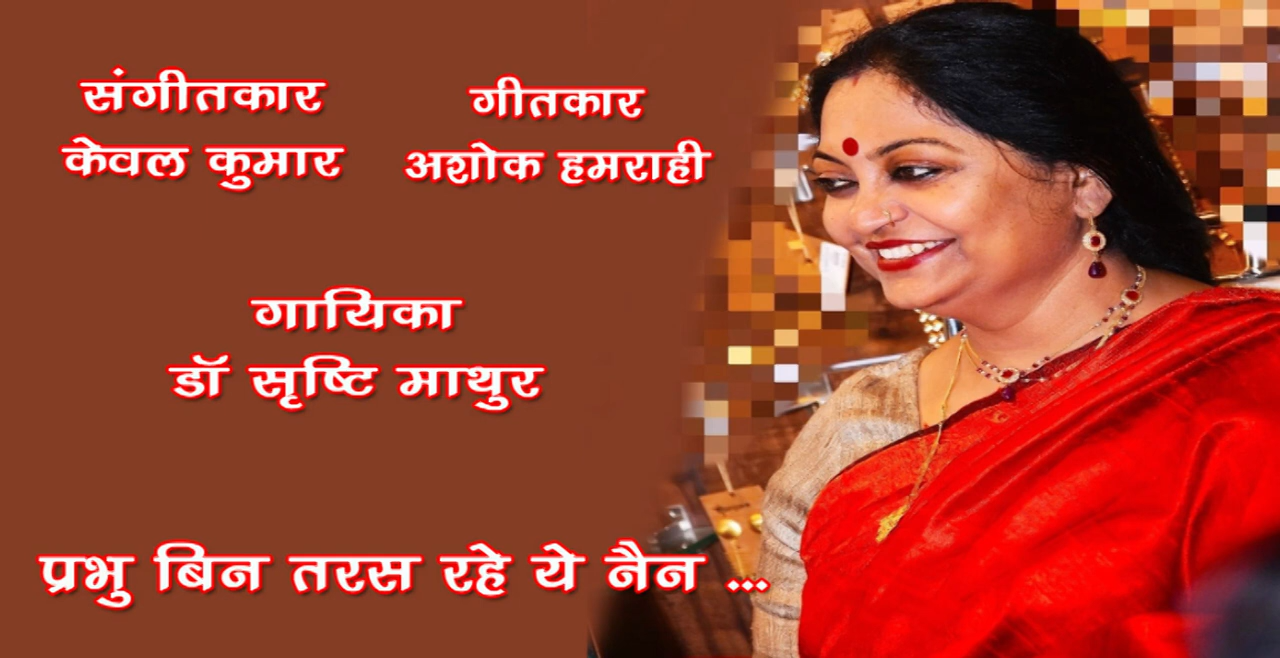 संगीतकार
केवल कुमार
गीतकार
अशोक हमराही
गायिका
डॉ सृष्टि माथुर
प्रभु बिन तरस रहे ये नैन ...